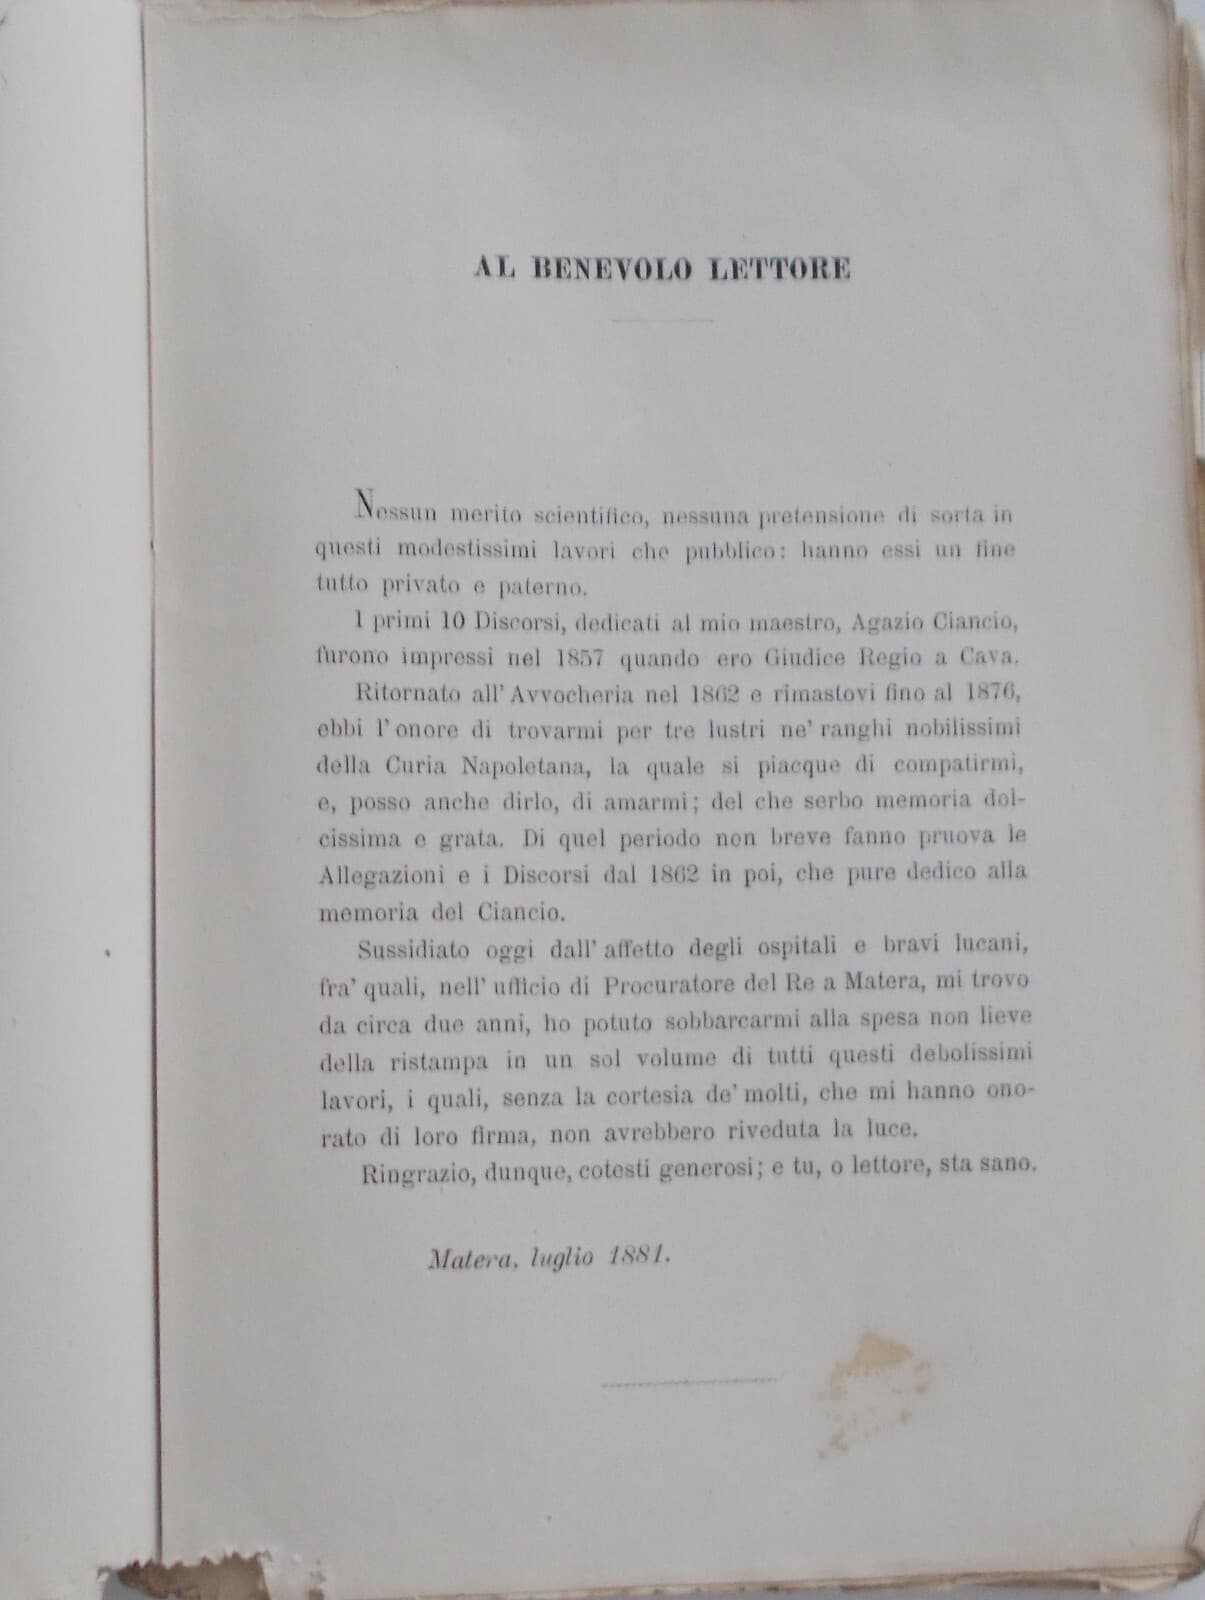 AL BENEVOLO LETTORE
Nessun merito scientifico, nessuna pretensione di sorta in
questi modestissimi lavori che pubblico: hanno essi un fine
tutto privato e paterno.
I primi 10 Discorsi, dedicati al mio maestro, Agazio Ciancio,
furono impressi nel 1857 quando ero Giudice Regio a Cava.
Ritornato all' Avvocheria nel 1862 e rimastovi fino al 1876,
ebbi l' onore di trovarmi per tre lustri ne' ranghi nobilissimi
della Curia Napoletana, la quale si piacque di compatirmi,
e, posso anche dirlo, di amarmi; del che serbo memoria dol-
cissima e grata. Di quel periodo non breve fanno pruova le
Allegazioni e i Discorsi dal 1862 in poi, che pure dedico alla
memoria del Ciancio.
Sussidiato oggi dall' affetto degli ospitali e bravi lucani,
fra' quali, nell' ufficio di Procuratore del Re a Matera, mi trovo
da circa due anni, ho potuto sobbarcarmi alla spesa non lieve
della ristampa in un sol volume di tutti questi debolissimi
lavori, i quali, senza la cortesia de' molti, che mi hanno ono-
rato di loro firma, non avrebbero riveduta la luce.
Ringrazio, dunque, cotesti generosi; e tu, o lettore, sta sano.
Matera, luglio 1881.